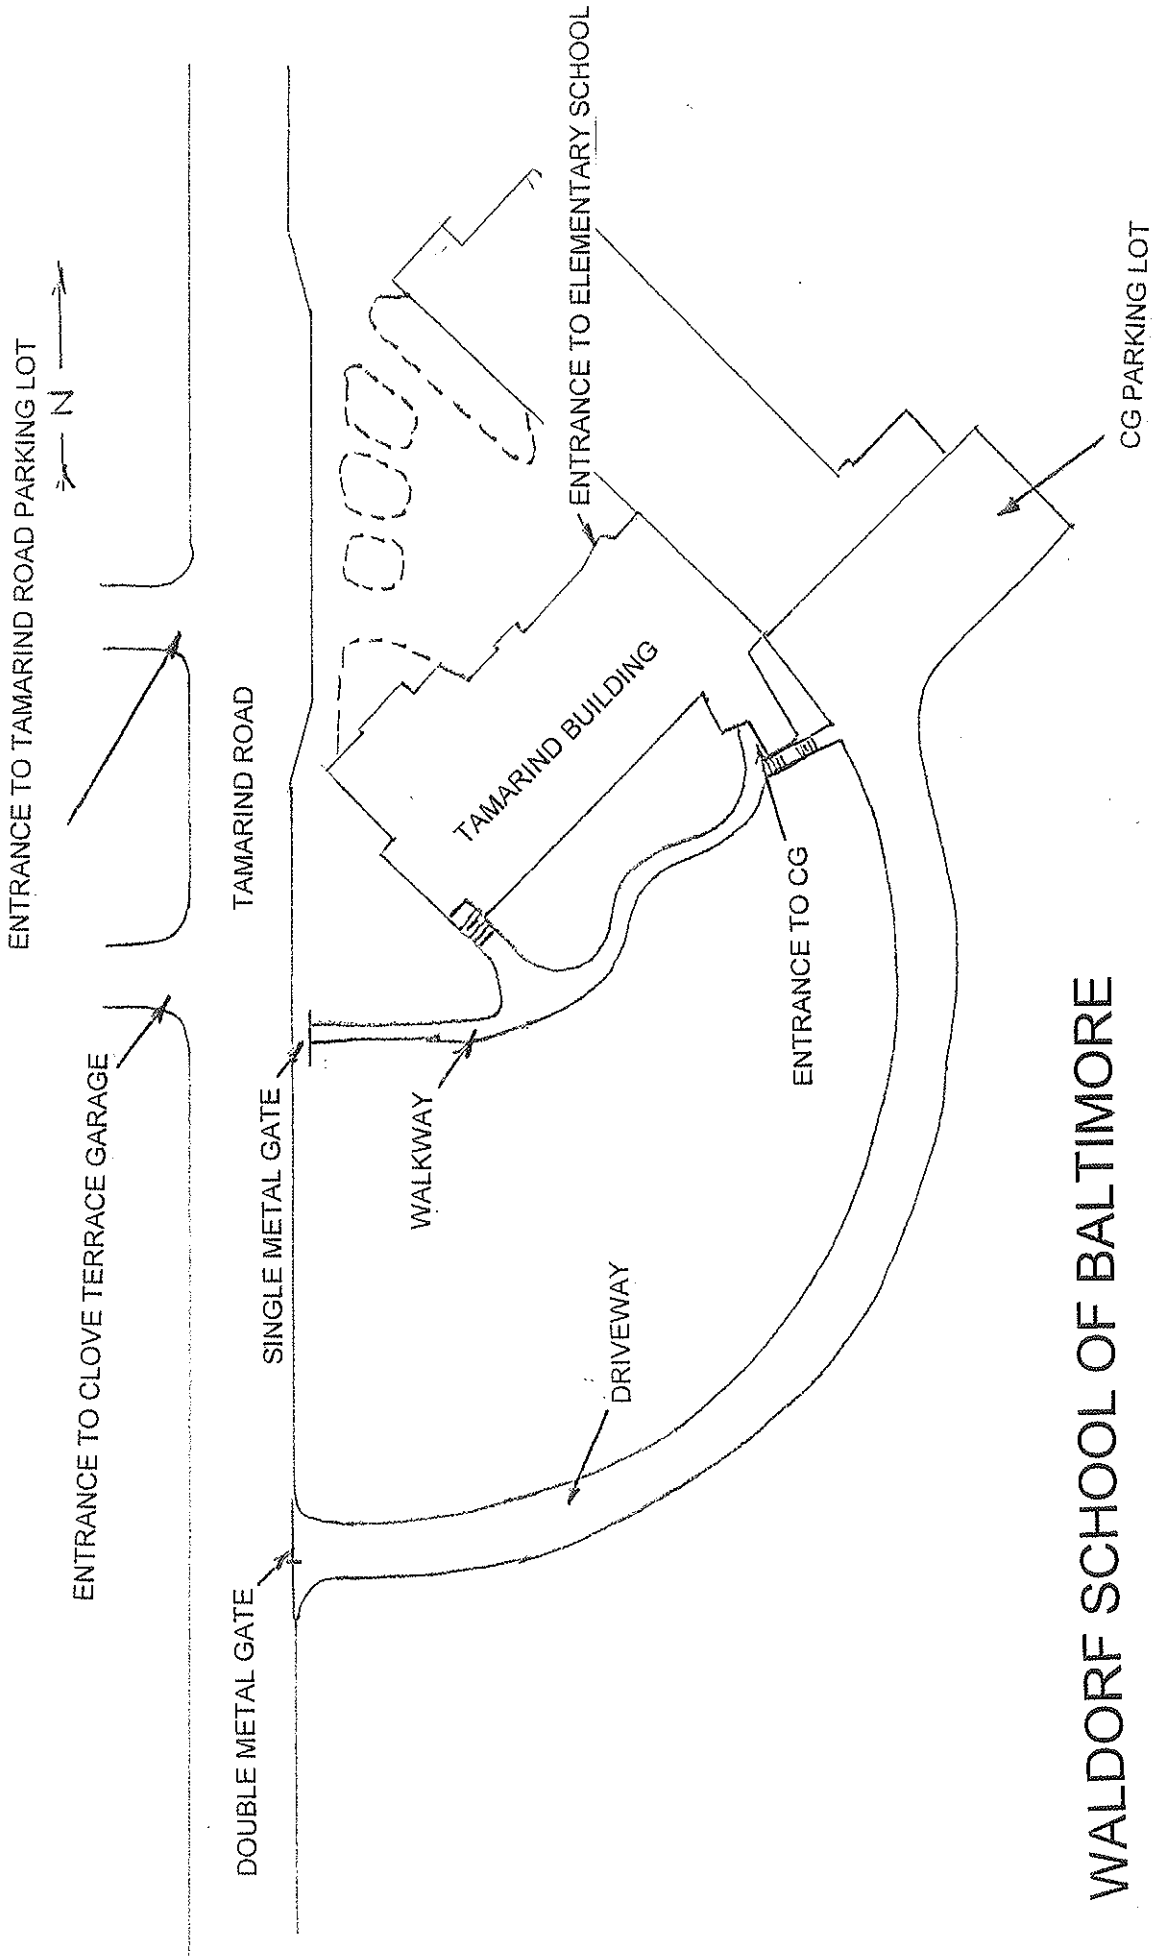 ENTRANCE TO TAMARIND ROAD PARKING LOT
N
ENTRANCE TO CLOVE TERRACE GARAGE
DOUBLE METAL GATE
SINGLE METAL GATE
TAMARIND ROAD
WALKWAY
TAMARIND BUILDING
ENTRANCE TO ELEMENTARY SCHOOL
DRIVEWAY
ENTRANCE TO CG
CG PARKING LOT
WALDORF SCHOOL OF BALTIMORE